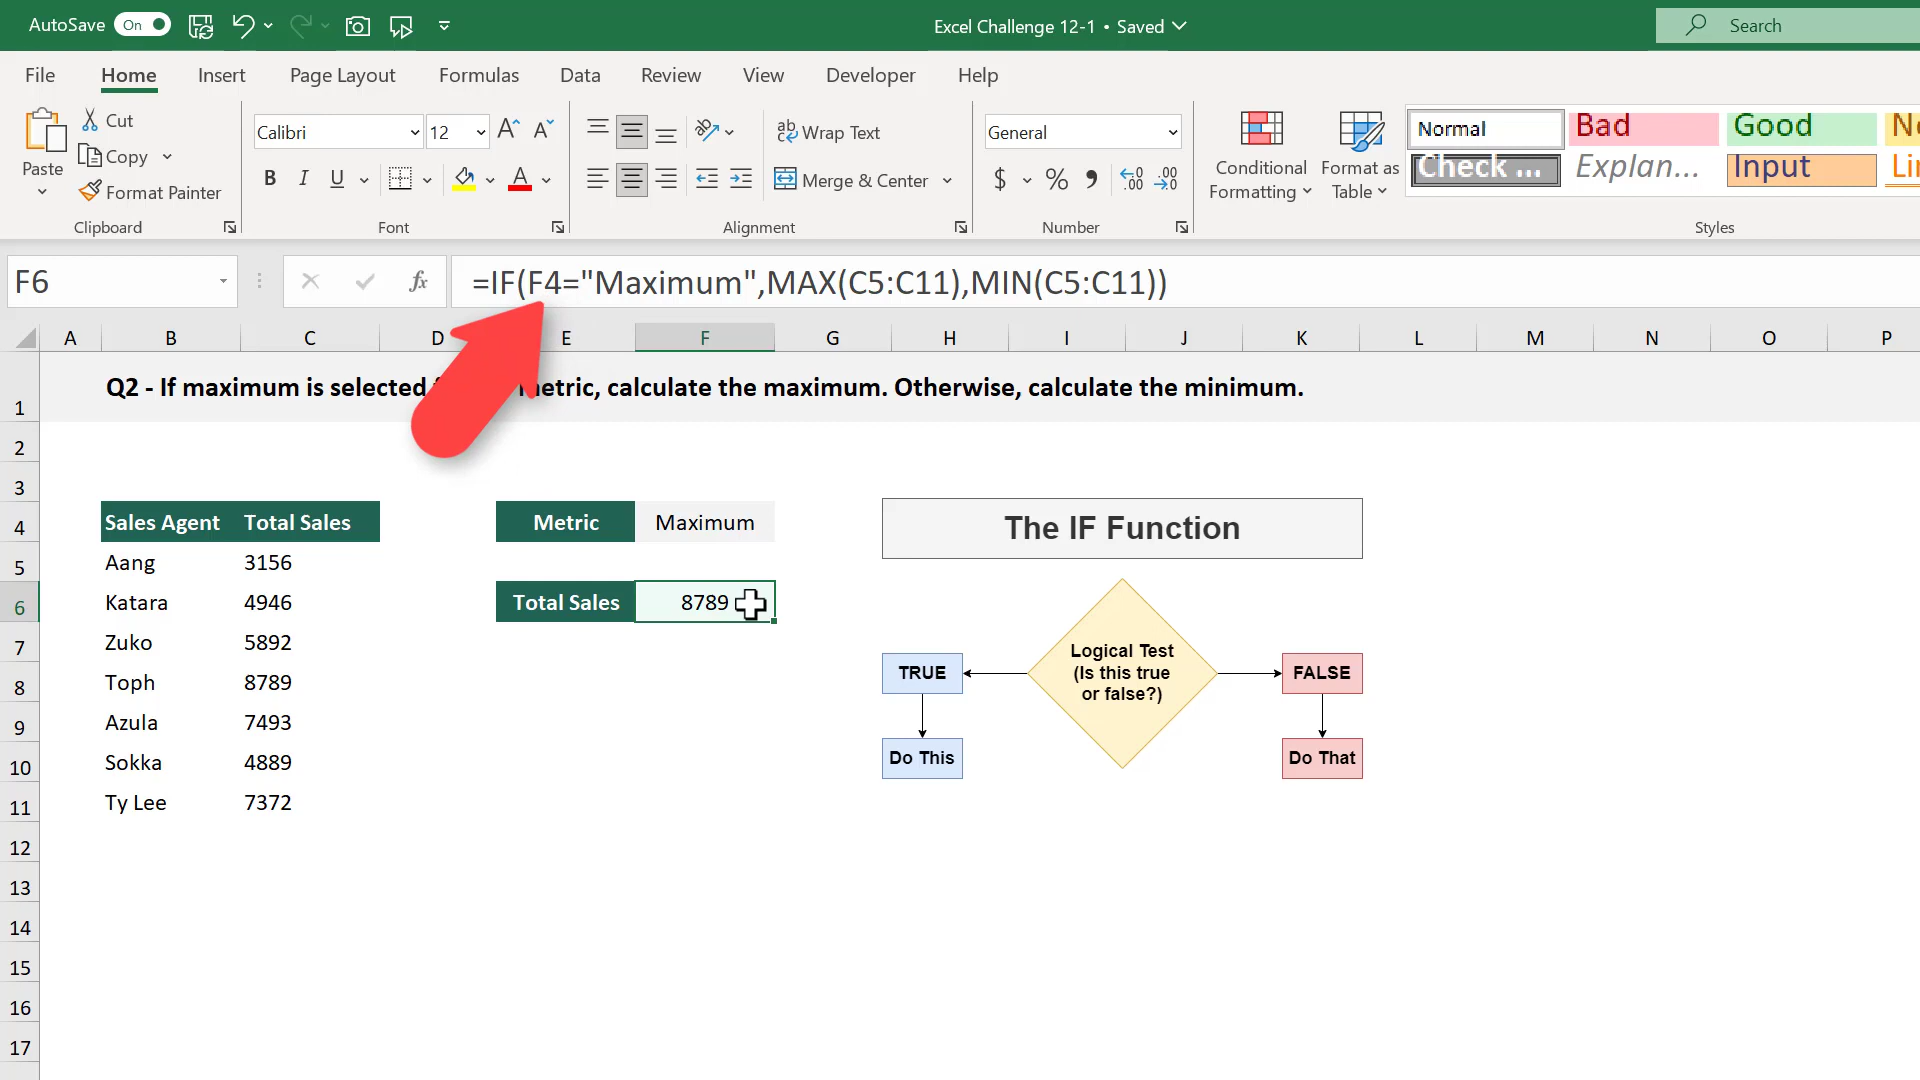 AutoSave On
Excel Challenge 12-1 • Saved
Search
File Home Insert Page Layout Formulas Data Review View Developer Help
Paste
Cut
Copy
Format Painter
Clipboard
Calibri 12
B I U A
Font
ab Wrap Text
Merge & Center
Alignment
General
$ % 9 .00
Number
Conditional Formatting
Format as Table
Normal Bad Good
Check ... Explan... Input
Styles
F6 fx =IF(F4="Maximum",MAX(C5:C11),MIN(C5:C11))
A B C D E F G H I J K L M N O P
1 Q2 - If maximum is selected metric, calculate the maximum. Otherwise, calculate the minimum.
2
3
4 Sales Agent Total Sales Metric Maximum The IF Function
5 Aang 3156
6 Katara 4946 Total Sales 8789
7 Zuko 5892
8 Toph 8789
9 Azula 7493
10 Sokka 4889
11 Ty Lee 7372
12
13
14
15
16
17
Logical Test
(Is this true
or false?)
TRUE FALSE
Do This Do That